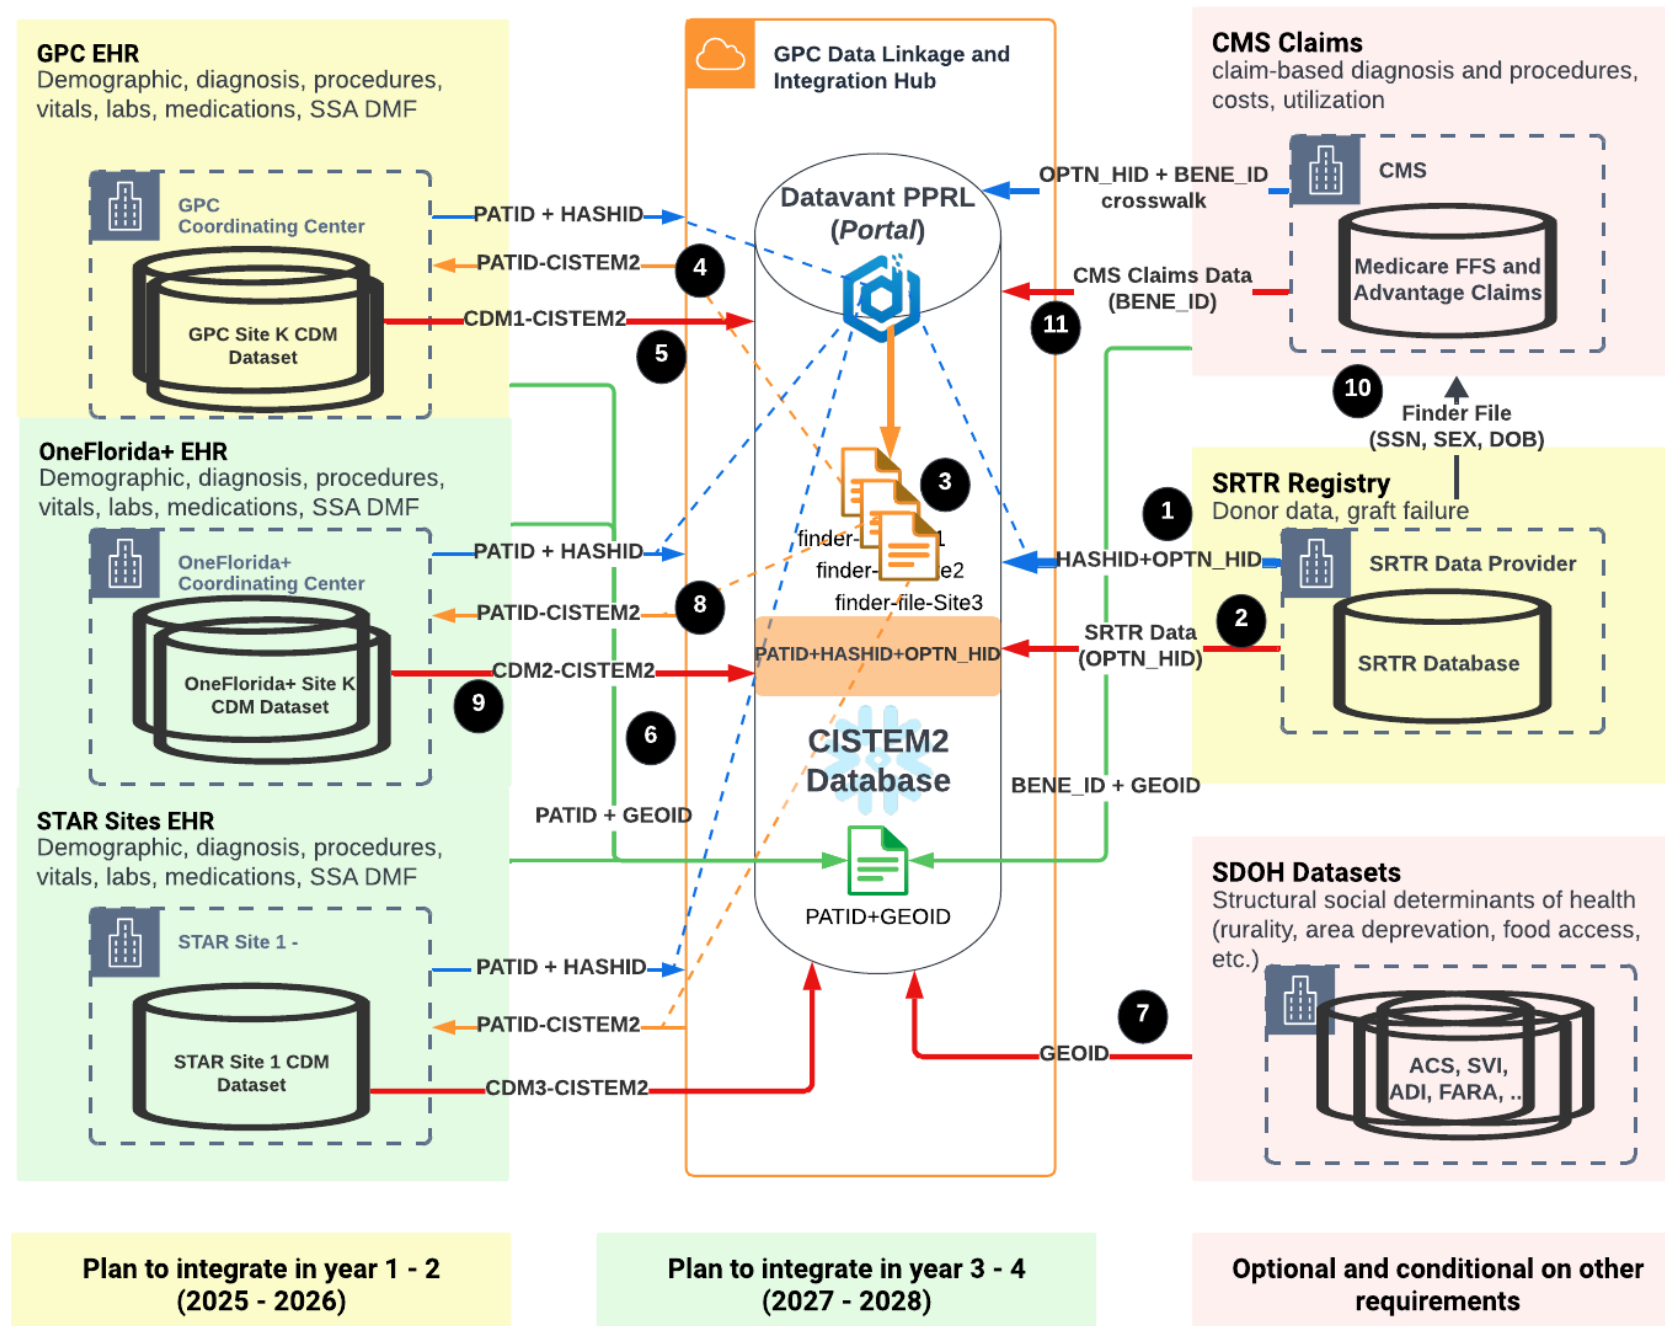 GPC EHR
Demographic, diagnosis, procedures,
vitals, labs, medications, SSA DMF
GPC
Coordinating Center
GPC Site K CDM
Dataset
OneFlorida+ EHR
Demographic, diagnosis, procedures,
vitals, labs, medications, SSA DMF
OneFlorida+
Coordinating Center
OneFlorida+ Site K
CDM Dataset
STAR Sites EHR
Demographic, diagnosis, procedures,
vitals, labs, medications, SSA DMF
STAR Site 1 -
STAR Site 1 CDM
Dataset
PATID + HASHID
PATID-CISTEM2
4
CDM1-CISTEM2
5
PATID + HASHID
PATID-CISTEM2
8
CDM2-CISTEM2
9
6
PATID + GEOID
PATID + HASHID
PATID-CISTEM2
CDM3-CISTEM2
GPC Data Linkage and
Integration Hub
Datavant PPRL
(Portal)
3
finder- 1
finder- e2
finder-file-Site3
PATID+HASHID+OPTN_HID
CISTEM2
Database
PATID+GEOID
OPTN_HID + BENE_ID
crosswalk
CMS Claims Data
(BENE_ID)
11
1
HASHID+OPTN_HID
2
SRTR Data
(OPTN_HID)
BENE_ID + GEOID
7
GEOID
CMS Claims
claim-based diagnosis and procedures,
costs, utilization
CMS
Medicare FFS and
Advantage Claims
10
Finder File
(SSN, SEX, DOB)
SRTR Registry
Donor data, graft failure
SRTR Data Provider
SRTR Database
SDOH Datasets
Structural social determinants of health
(rurality, area deprevation, food access,
etc.)
ACS, SVI,
ADI, FARA, ..
Plan to integrate in year 1 - 2
(2025 - 2026)
Plan to integrate in year 3 - 4
(2027 - 2028)
Optional and conditional on other
requirements